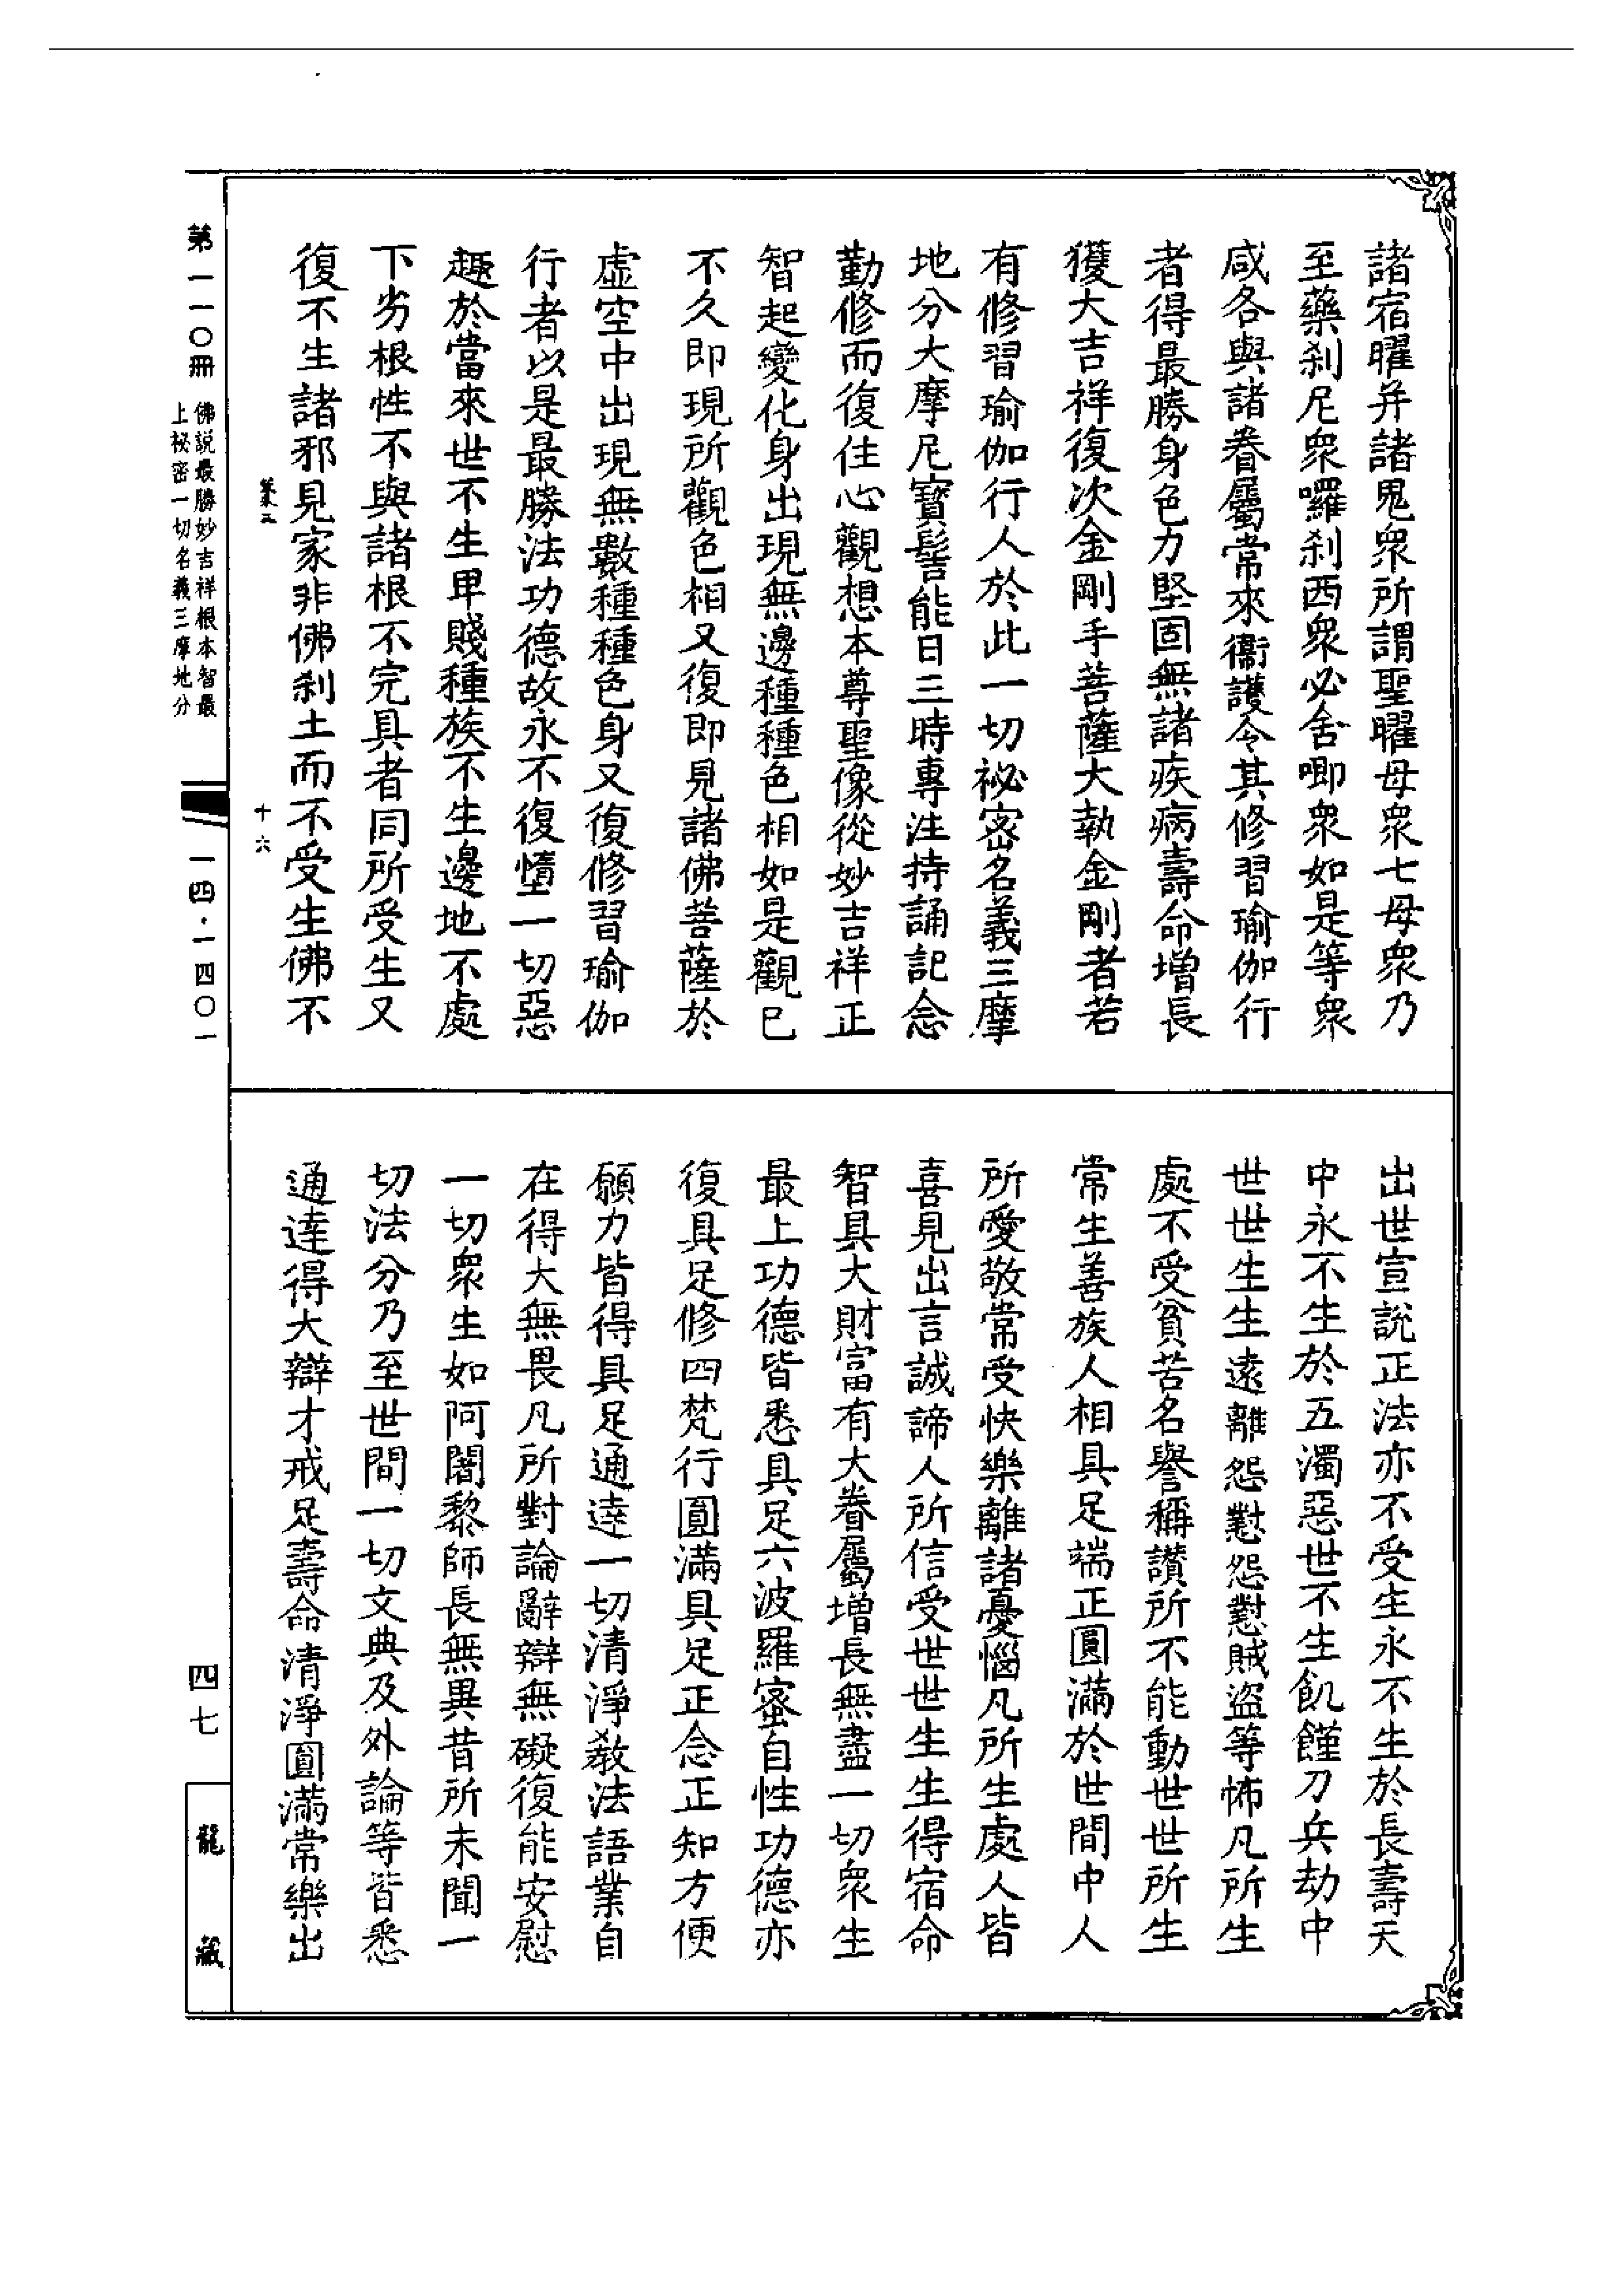 諸宿曜并諸鬼衆所謂聖曜母衆七母衆乃
至藥刹尼衆囉刹西衆必舍唧衆如是等衆
咸各與諸眷屬常來衞護令其修習瑜伽行
者得最勝身色力堅固無諸疾病壽命增長
獲大吉祥復次金剛手菩薩大執金剛者若
有修習瑜伽行人於此一切祕密名義三摩
地分大摩尼寶髻能日三時專注持誦記念
勤修而復住心觀想本尊聖像從妙吉祥正
智起變化身出現無邊種種色相如是觀已
不久即現所觀色相又復即見諸佛菩薩於
虛空中出現無數種種色身又復修習瑜伽
行者以是最勝法功德故永不復墮一切惡
趣於當來世不生卑賤種族不生邊地不處
下劣根性不與諸根不完具者同所受生又
復不生諸邪見家非佛刹土而不受生佛不
十六
出世宣說正法亦不受生永不生於長壽天
中永不生於五濁惡世不生飢饉刀兵劫中
世世生生遠離怨懟怨懟賊盜等怖凡所生
處不受貧苦名譽稱讚所不能動世世所生
常生善族人相具足端正圓滿於世間中人
所愛敬常受快樂離諸憂惱凡所生處人皆
喜見出言誠諦人所信受世世生生得宿命
智具大財富有大眷屬增長無盡一切衆生
最上功德皆悉具足六波羅蜜自性功德亦
復具足修四梵行圓滿具足正念正知方便
願力皆得具足通達一切清淨教法語業自
在得大無畏凡所對論辭辯無礙復能安慰
一切衆生如阿闍黎師長無異昔所未聞一
切法分乃至世間一切文典及外論等皆悉
通達得大辯才戒足壽命清淨圓滿常樂出
第一一〇冊
佛說最勝妙吉祥根本智最
上祕密一切名義三摩地分
一四·一四〇一
四七
龍藏